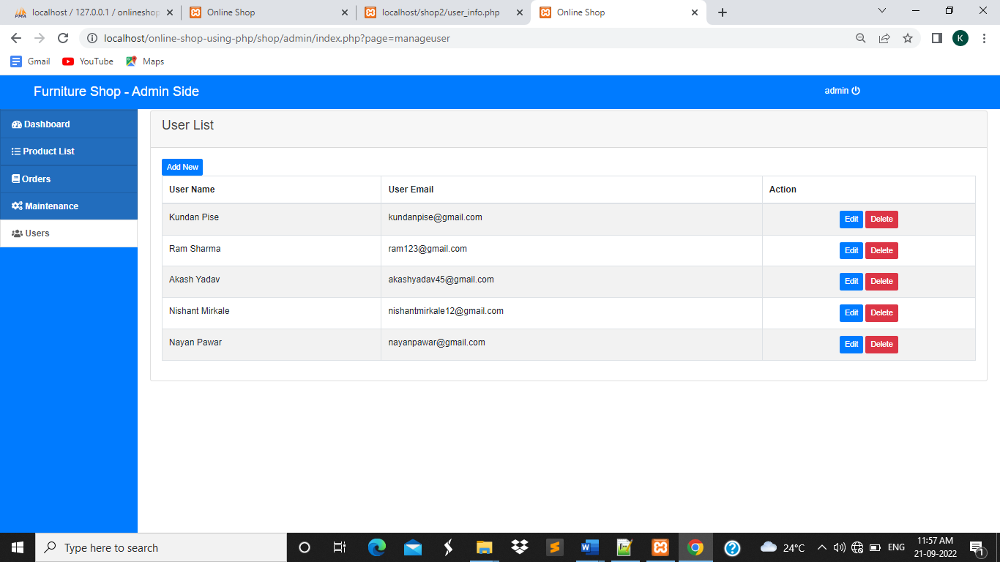 localhost / 127.0.0.1 / onlineshop
Online Shop
localhost/shop2/user_info.php
Online Shop
localhost/online-shop-using-php/shop/admin/index.php?page=manageuser
K
Gmail YouTube Maps
Furniture Shop - Admin Side
admin
Dashboard
Product List
Orders
Maintenance
Users
User List
Add New
User Name User Email Action
Kundan Pise kundanpise@gmail.com Edit Delete
Ram Sharma ram123@gmail.com Edit Delete
Akash Yadav akashyadav45@gmail.com Edit Delete
Nishant Mirkale nishantmirkale12@gmail.com Edit Delete
Nayan Pawar nayanpawar@gmail.com Edit Delete
Type here to search
24°C
ENG
11:57 AM
21-09-2022
1